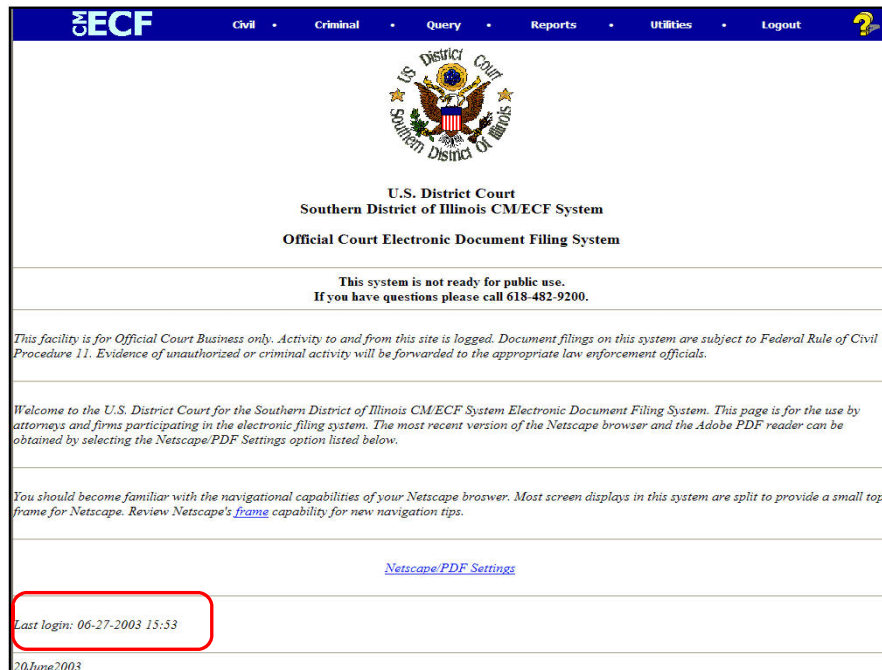 CM ECF Civil • Criminal • Query • Reports • Utilities • Logout ?
US District Court
Southern District Of Illinois
U.S. District Court
Southern District of Illinois CM/ECF System
Official Court Electronic Document Filing System
This system is not ready for public use.
If you have questions please call 618-482-9200.
This facility is for Official Court Business only. Activity to and from this site is logged. Document filings on this system are subject to Federal Rule of Civil
Procedure 11. Evidence of unauthorized or criminal activity will be forwarded to the appropriate law enforcement officials.
Welcome to the U.S. District Court for the Southern District of Illinois CM/ECF System Electronic Document Filing System. This page is for the use by
attorneys and firms participating in the electronic filing system. The most recent version of the Netscape browser and the Adobe PDF reader can be
obtained by selecting the Netscape/PDF Settings option listed below.
You should become familiar with the navigational capabilities of your Netscape broswer. Most screen displays in this system are split to provide a small top
frame for Netscape. Review Netscape's frame capability for new navigation tips.
Netscape/PDF Settings
Last login: 06-27-2003 15:53
20June2003